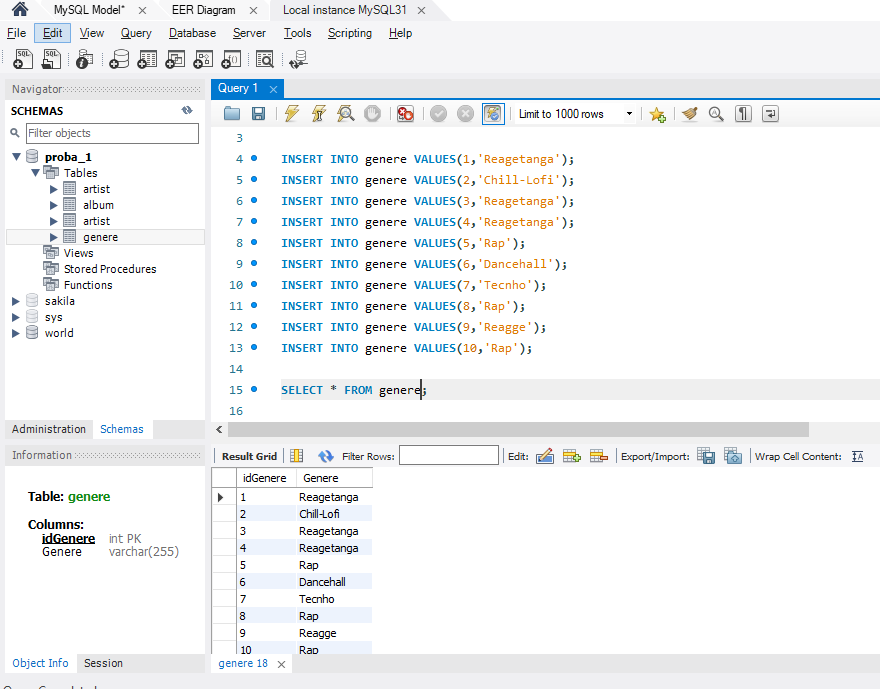 MySQL Model* × EER Diagram × Local instance MySQL31 ×
File Edit View Query Database Server Tools Scripting Help
Navigator
SCHEMAS
Filter objects
proba_1
Tables
artist
album
artist
genere
Views
Stored Procedures
Functions
sakila
sys
world
Administration Schemas
Information
Table: genere
Columns:
idGenere int PK
Genere varchar(255)
Object Info Session
Query 1 ×
Limit to 1000 rows
3
4 INSERT INTO genere VALUES(1,'Reagetanga');
5 INSERT INTO genere VALUES(2,'Chill-Lofi');
6 INSERT INTO genere VALUES(3,'Reagetanga');
7 INSERT INTO genere VALUES(4,'Reagetanga');
8 INSERT INTO genere VALUES(5,'Rap');
9 INSERT INTO genere VALUES(6,'Dancehall');
10 INSERT INTO genere VALUES(7,'Tecnho');
11 INSERT INTO genere VALUES(8,'Rap');
12 INSERT INTO genere VALUES(9,'Reagge');
13 INSERT INTO genere VALUES(10,'Rap');
14
15 SELECT * FROM genere;
16
Result Grid Filter Rows: Edit: Export/Import: Wrap Cell Content:
idGenere Genere
1 Reagetanga
2 Chill-Lofi
3 Reagetanga
4 Reagetanga
5 Rap
6 Dancehall
7 Tecnho
8 Rap
9 Reagge
10 Rap
genere 18 ×